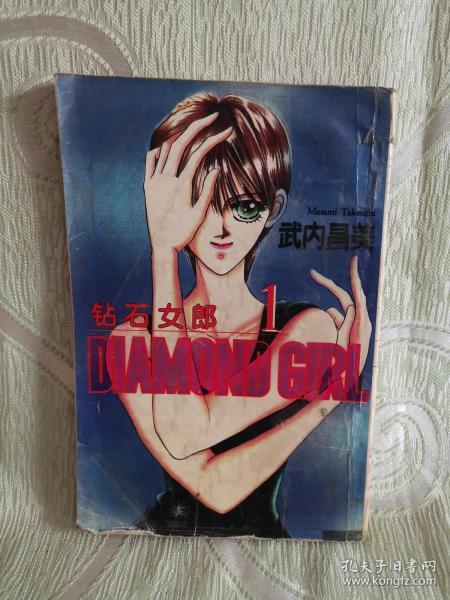 Masami Takeuchi
武内昌美
钻石女郎 1
DIAMOND GIRL
孔夫子旧书网
www.kongfz.com